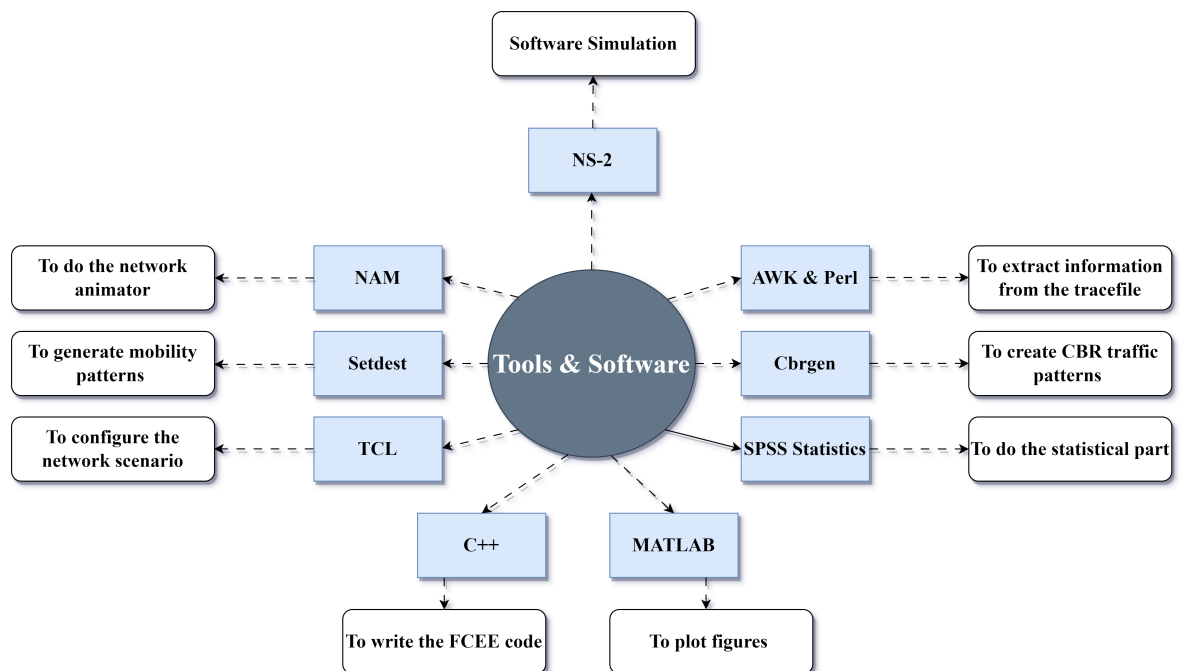 Software Simulation
NS-2
To do the network
animator
NAM
AWK & Perl
To extract information
from the tracefile
To generate mobility
patterns
Setdest
Tools & Software
Cbrgen
To create CBR traffic
patterns
To configure the
network scenario
TCL
SPSS Statistics
To do the statistical part
C++
MATLAB
To write the FCEE code
To plot figures